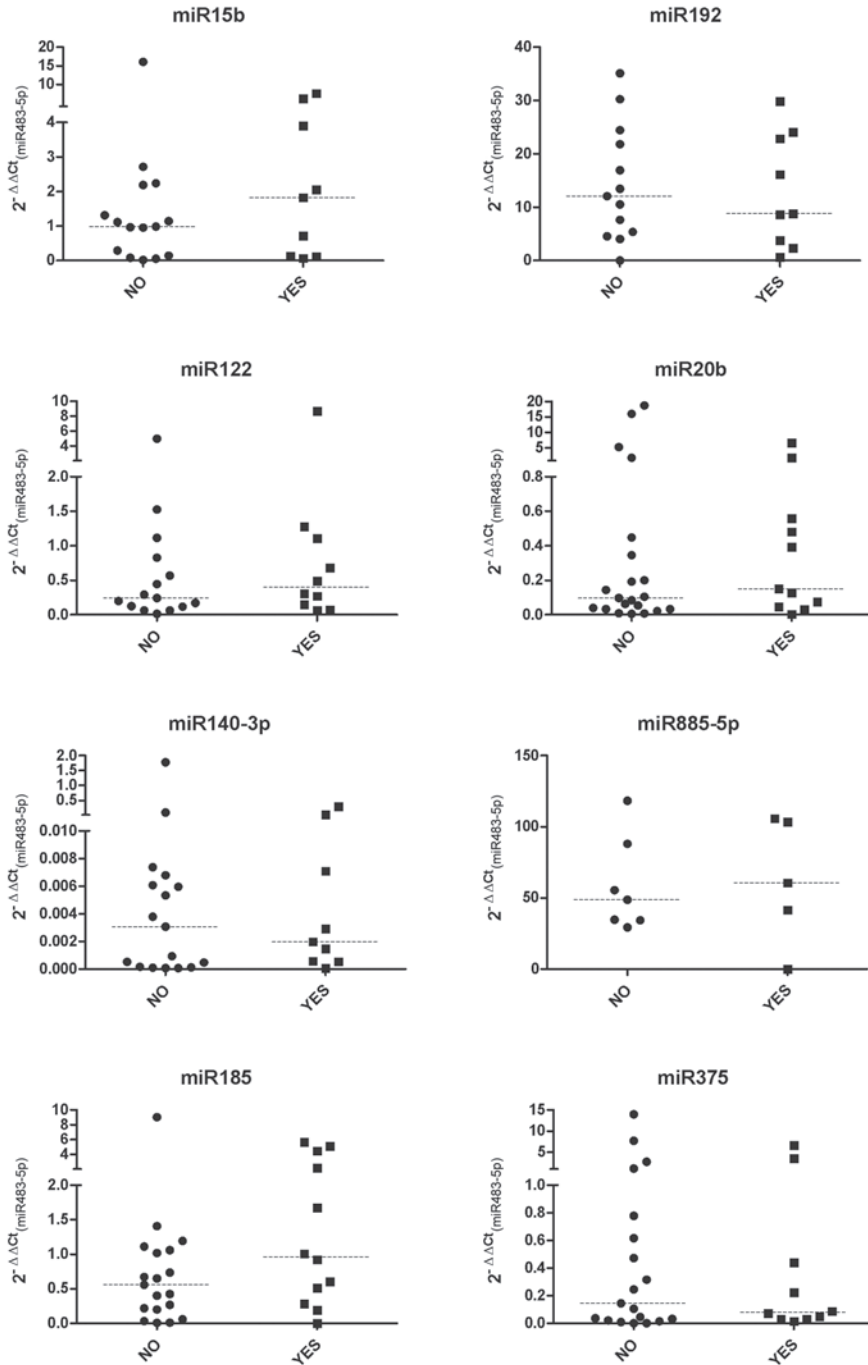 miR15b
2^-ΔΔCt(miR483-5p)
20
15
10
5
4
3
2
1
0
NO YES
miR192
2^-ΔΔCt(miR483-5p)
40
30
20
10
0
NO YES
miR122
2^-ΔΔCt(miR483-5p)
10
8
6
4
2.0
1.5
1.0
0.5
0.0
NO YES
miR20b
2^-ΔΔCt(miR483-5p)
20
15
10
5
0.8
0.6
0.4
0.2
0.0
NO YES
miR140-3p
2^-ΔΔCt(miR483-5p)
2.0
1.5
1.0
0.5
0.010
0.008
0.006
0.004
0.002
0.000
NO YES
miR885-5p
2^-ΔΔCt(miR483-5p)
150
100
50
0
NO YES
miR185
2^-ΔΔCt(miR483-5p)
10
8
6
4
2
2.0
1.5
1.0
0.5
0.0
NO YES
miR375
2^-ΔΔCt(miR483-5p)
15
10
5
1.0
0.8
0.6
0.4
0.2
0.0
NO YES